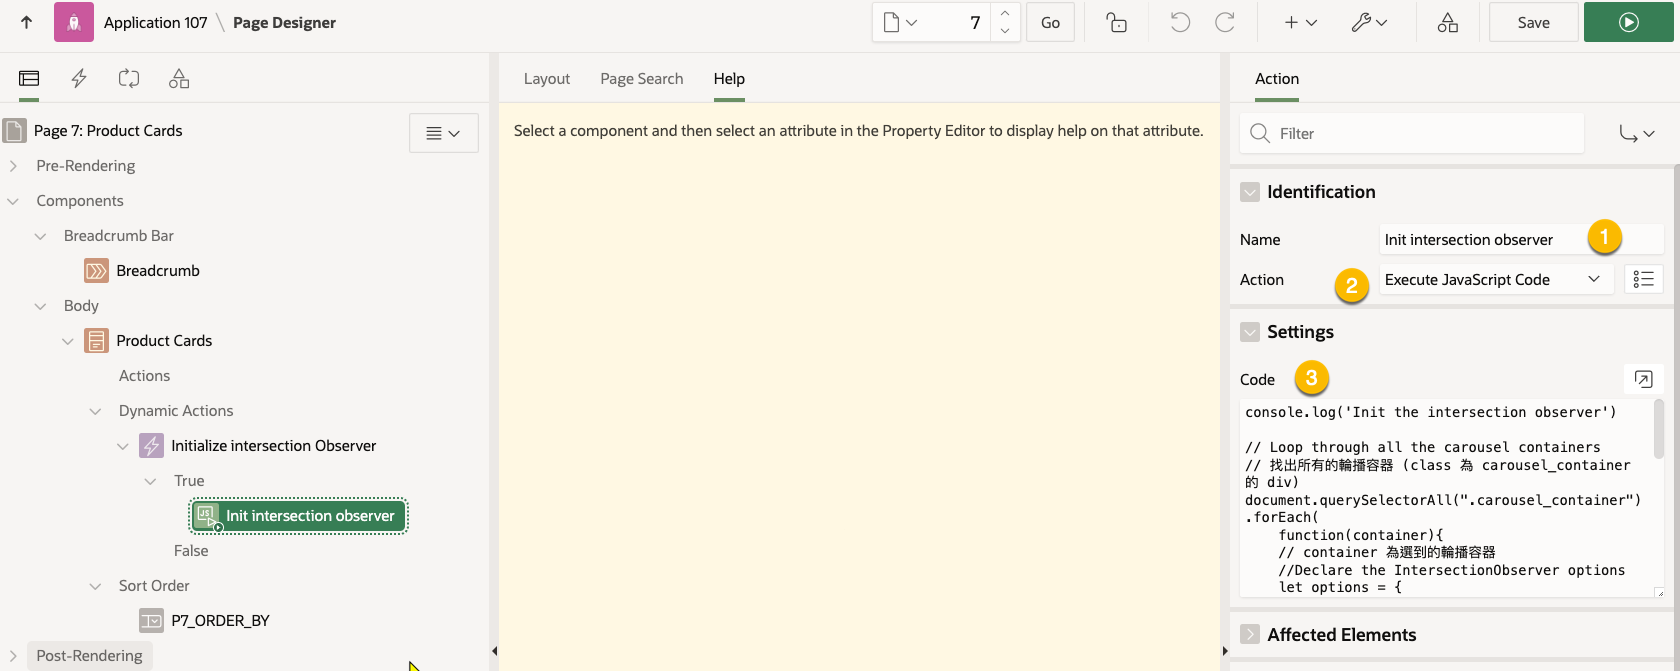 Application 107 \ Page Designer
7
Go
Save
Layout
Page Search
Help
Action
Page 7: Product Cards
Pre-Rendering
Components
Breadcrumb Bar
Breadcrumb
Body
Product Cards
Actions
Dynamic Actions
Initialize intersection Observer
True
JS
Init intersection observer
False
Sort Order
P7_ORDER_BY
Post-Rendering
Select a component and then select an attribute in the Property Editor to display help on that attribute.
Filter
Identification
Name
Init intersection observer
1
Action
2
Execute JavaScript Code
Settings
Code
3
console.log('Init the intersection observer')
// Loop through all the carousel containers
// 找出所有的輪播容器 (class 為 carousel_container
的 div)
document.querySelectorAll(".carousel_container")
.forEach(
function(container){
// container 為選到的輪播容器
//Declare the IntersectionObserver options
let options = {
Affected Elements